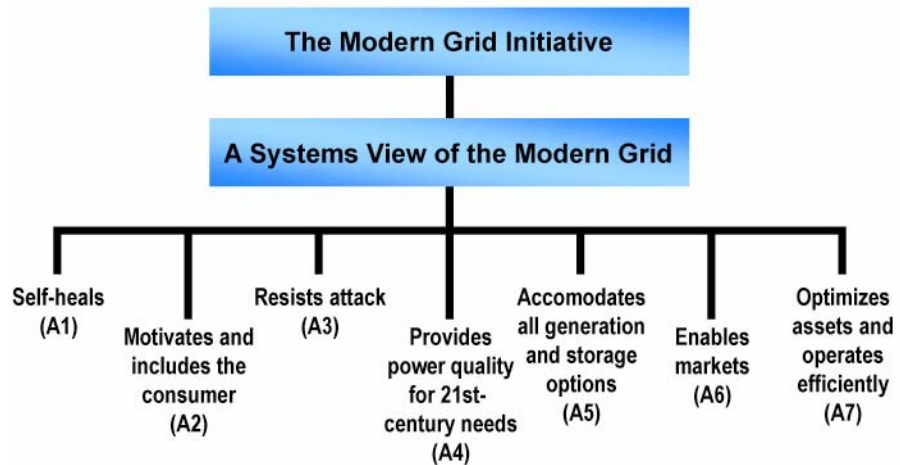 The Modern Grid Initiative
A Systems View of the Modern Grid
Self-heals
(A1)
Motivates and
includes the
consumer
(A2)
Resists attack
(A3)
Provides
power quality
for 21st-
century needs
(A4)
Accomodates
all generation
and storage
options
(A5)
Enables
markets
(A6)
Optimizes
assets and
operates
efficiently
(A7)